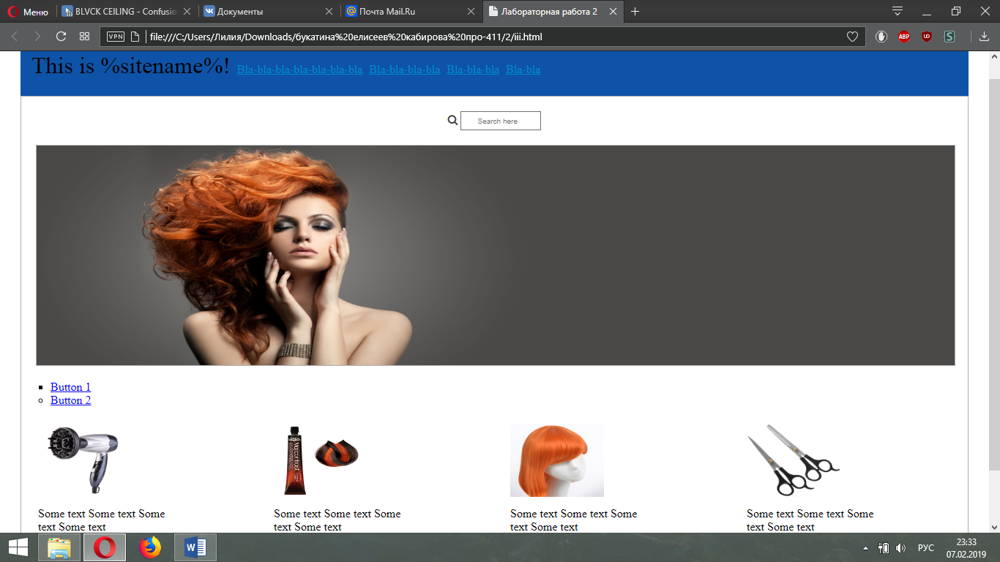 Меню
BLVCK CEILING - Confusio
Документы
Почта Mail.Ru
Лабораторная работа 2
VPN
file:///C:/Users/Лилия/Downloads/букатина%20елисеев%20кабирова%20про-411/2/iii.html
ABP
UD
S
This is %sitename%! Bla-bla-bla-bla-bla-bla-bla Bla-bla-bla-bla Bla-bla-bla Bla-bla
Search here
Button 1
Button 2
Some text Some text Some
text Some text
Some text Some text Some
text Some text
Some text Some text Some
text Some text
Some text Some text Some
text Some text
РУС
23:33
07.02.2019